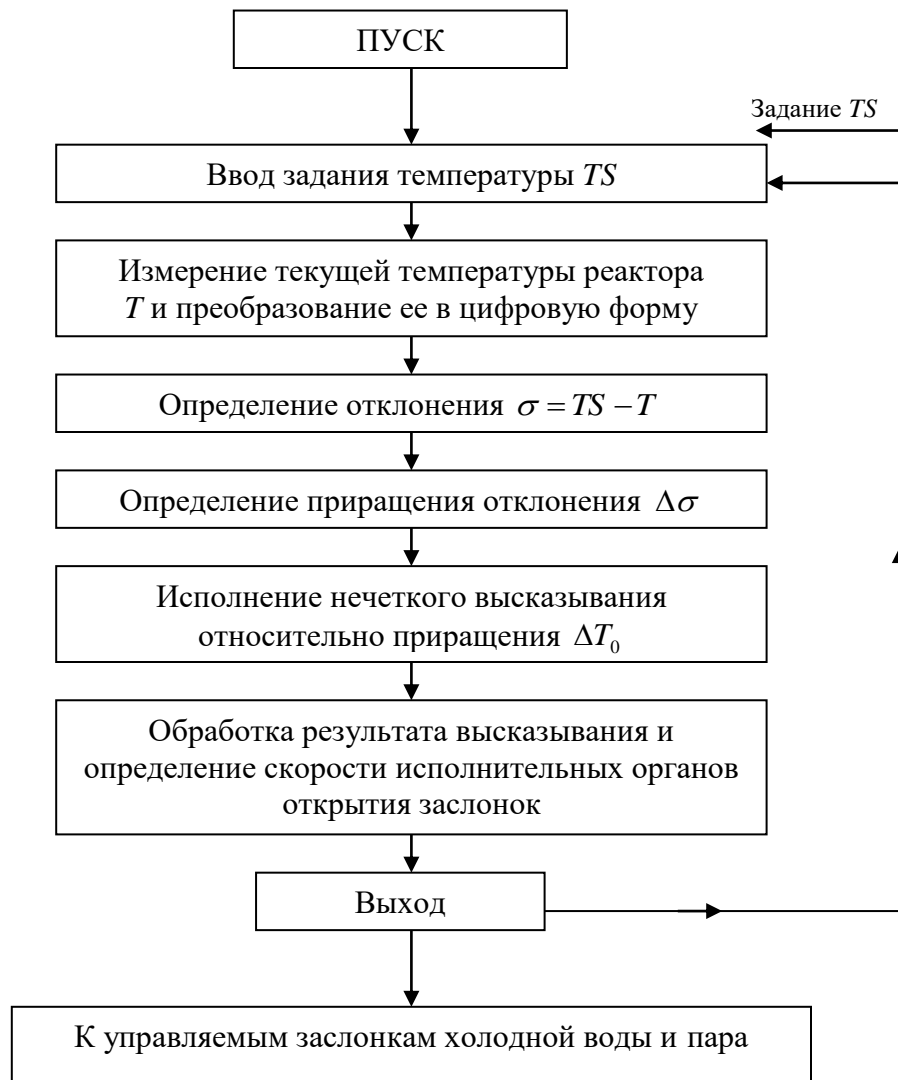 ПУСК
Задание TS
Ввод задания температуры TS
Измерение текущей температуры реактора
T и преобразование ее в цифровую форму
Определение отклонения σ = TS − T
Определение приращения отклонения Δσ
Исполнение нечеткого высказывания
относительно приращения ΔT₀
Обработка результата высказывания и
определение скорости исполнительных органов
открытия заслонок
Выход
К управляемым заслонкам холодной воды и пара